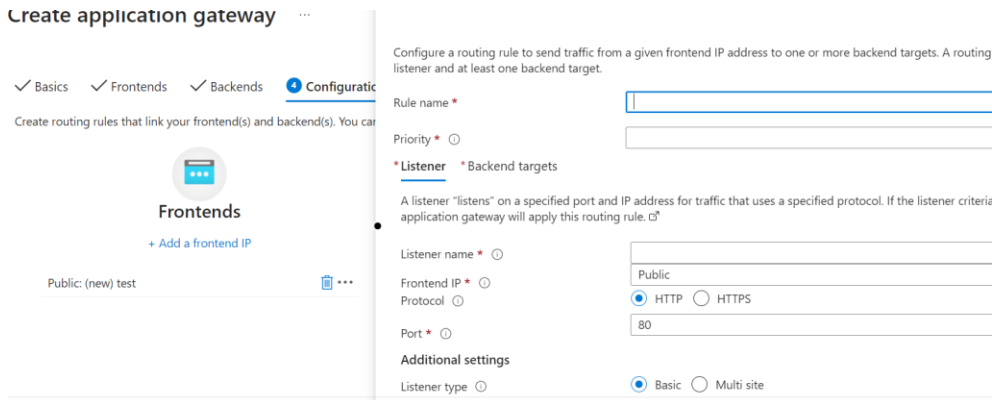 Create application gateway ...
Basics Frontends Backends 4 Configuratio
Create routing rules that link your frontend(s) and backend(s). You car
Frontends
+ Add a frontend IP
Public: (new) test
Configure a routing rule to send traffic from a given frontend IP address to one or more backend targets. A routing
listener and at least one backend target.
Rule name *
Priority *
* Listener * Backend targets
A listener "listens" on a specified port and IP address for traffic that uses a specified protocol. If the listener criteria
application gateway will apply this routing rule.
Listener name *
Frontend IP * Public
Protocol HTTP HTTPS
Port * 80
Additional settings
Listener type Basic Multi site